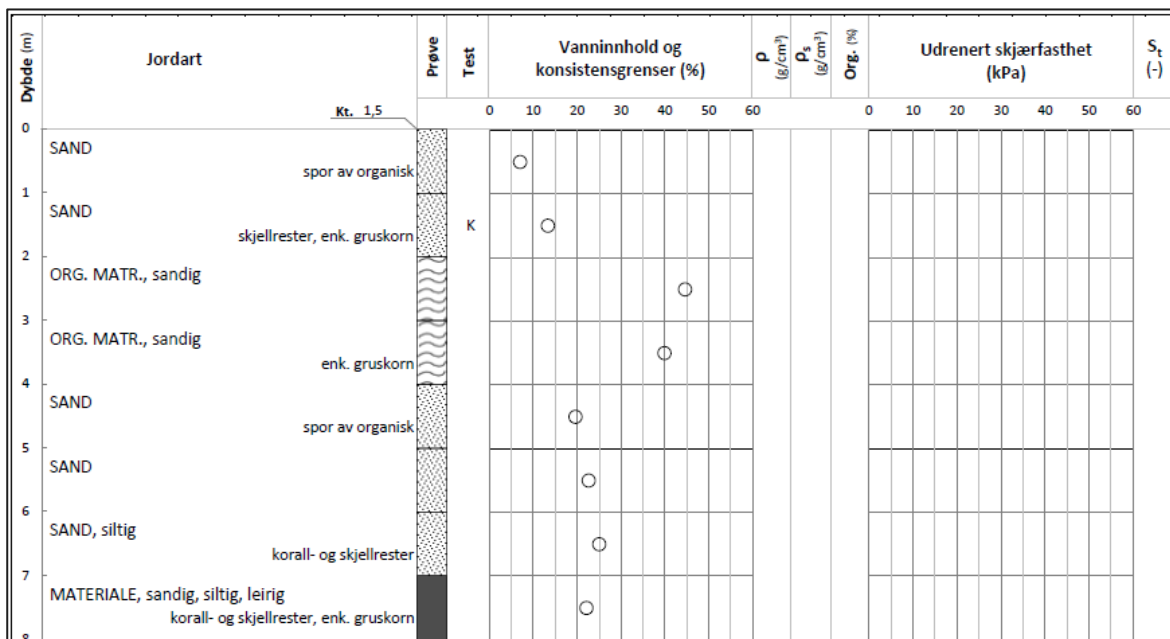 Dybde (m)
Jordart
Prøve
Test
Vanninnhold og
konsistensgrenser (%)
ρ
(g/cm³)
ρs
(g/cm³)
Org. (%)
Udrenert skjærfasthet
(kPa)
St
(-)
Kt. 1,5
0 10 20 30 40 50 60
0 10 20 30 40 50 60
0
SAND
spor av organisk
1
SAND
skjellrester, enk. gruskorn
K
2
ORG. MATR., sandig
3
ORG. MATR., sandig
enk. gruskorn
4
SAND
spor av organisk
5
SAND
6
SAND, siltig
korall- og skjellrester
7
MATERIALE, sandig, siltig, leirig
korall- og skjellrester, enk. gruskorn
8